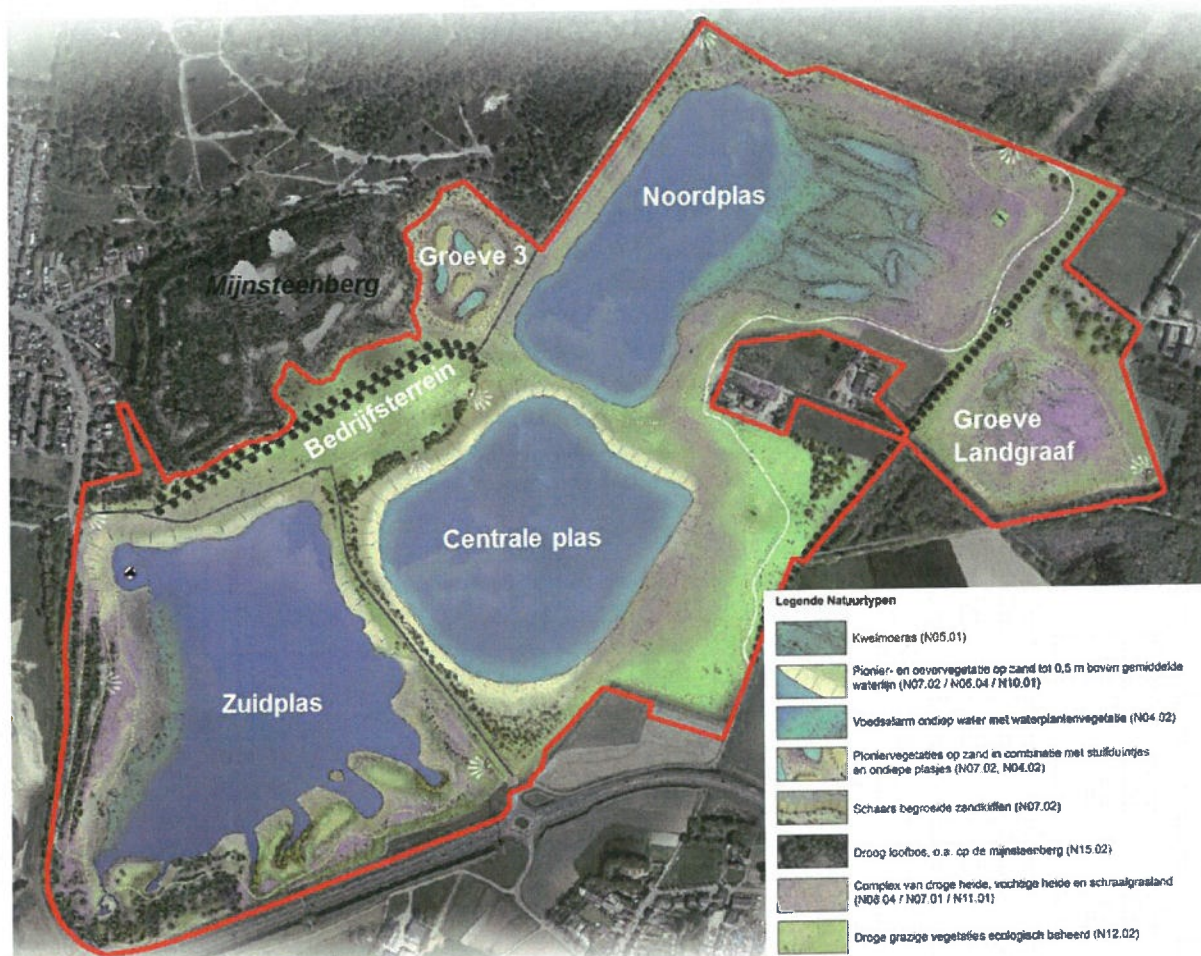 Noordplas
Groeve 3
Mijnsteenberg
Bedrijfsterrein
Groeve
Landgraaf
Centrale plas
Zuidplas
Legende Natuurtypen
Kwelmoeras (N05.01)
Pionier- en oevervegetatie op zand tot 0,5 m boven gemiddelde
waterlijn (N07.02 / N06.04 / N10.01)
Voedselarm ondiep water met waterplantenvegetatie (N04.02)
Pioniervegetaties op zand in combinatie met stuifduintjes
en ondiepe plasjes (N07.02, N04.02)
Schaars begroeide zandkliffen (N07.02)
Droog loofbos, o.a. op de mijnsteenberg (N15.02)
Complex van droge heide, vochtige heide en schraalgrasland
(N06.04 / N07.01 / N11.01)
Droge grazige vegetaties ecologisch beheerd (N12.02)